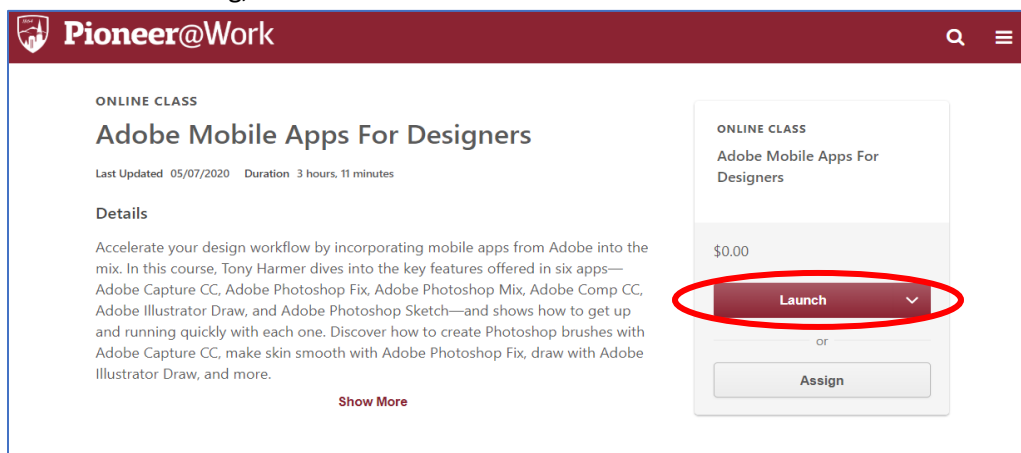 Pioneer@Work
ONLINE CLASS
Adobe Mobile Apps For Designers
Last Updated 05/07/2020 Duration 3 hours, 11 minutes
Details
Accelerate your design workflow by incorporating mobile apps from Adobe into the
mix. In this course, Tony Harmer dives into the key features offered in six apps—
Adobe Capture CC, Adobe Photoshop Fix, Adobe Photoshop Mix, Adobe Comp CC,
Adobe Illustrator Draw, and Adobe Photoshop Sketch—and shows how to get up
and running quickly with each one. Discover how to create Photoshop brushes with
Adobe Capture CC, make skin smooth with Adobe Photoshop Fix, draw with Adobe
Illustrator Draw, and more.
Show More
ONLINE CLASS
Adobe Mobile Apps For
Designers
$0.00
Launch
or
Assign